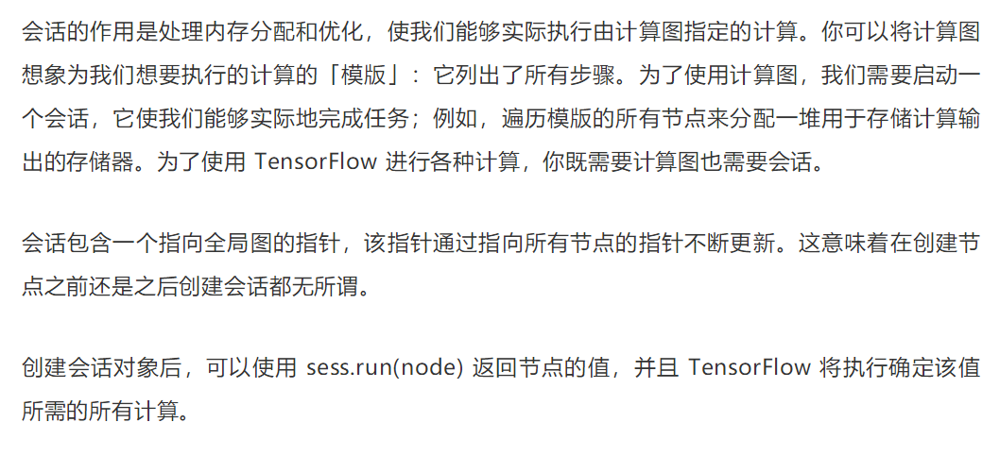 会话的作用是处理内存分配和优化，使我们能够实际执行由计算图指定的计算。你可以将计算图
想象为我们想要执行的计算的「模版」：它列出了所有步骤。为了使用计算图，我们需要启动一
个会话，它使我们能够实际地完成任务；例如，遍历模版的所有节点来分配一堆用于存储计算输
出的存储器。为了使用 TensorFlow 进行各种计算，你既需要计算图也需要会话。
会话包含一个指向全局图的指针，该指针通过指向所有节点的指针不断更新。这意味着在创建节
点之前还是之后创建会话都无所谓。
创建会话对象后，可以使用 sess.run(node) 返回节点的值，并且 TensorFlow 将执行确定该值
所需的所有计算。